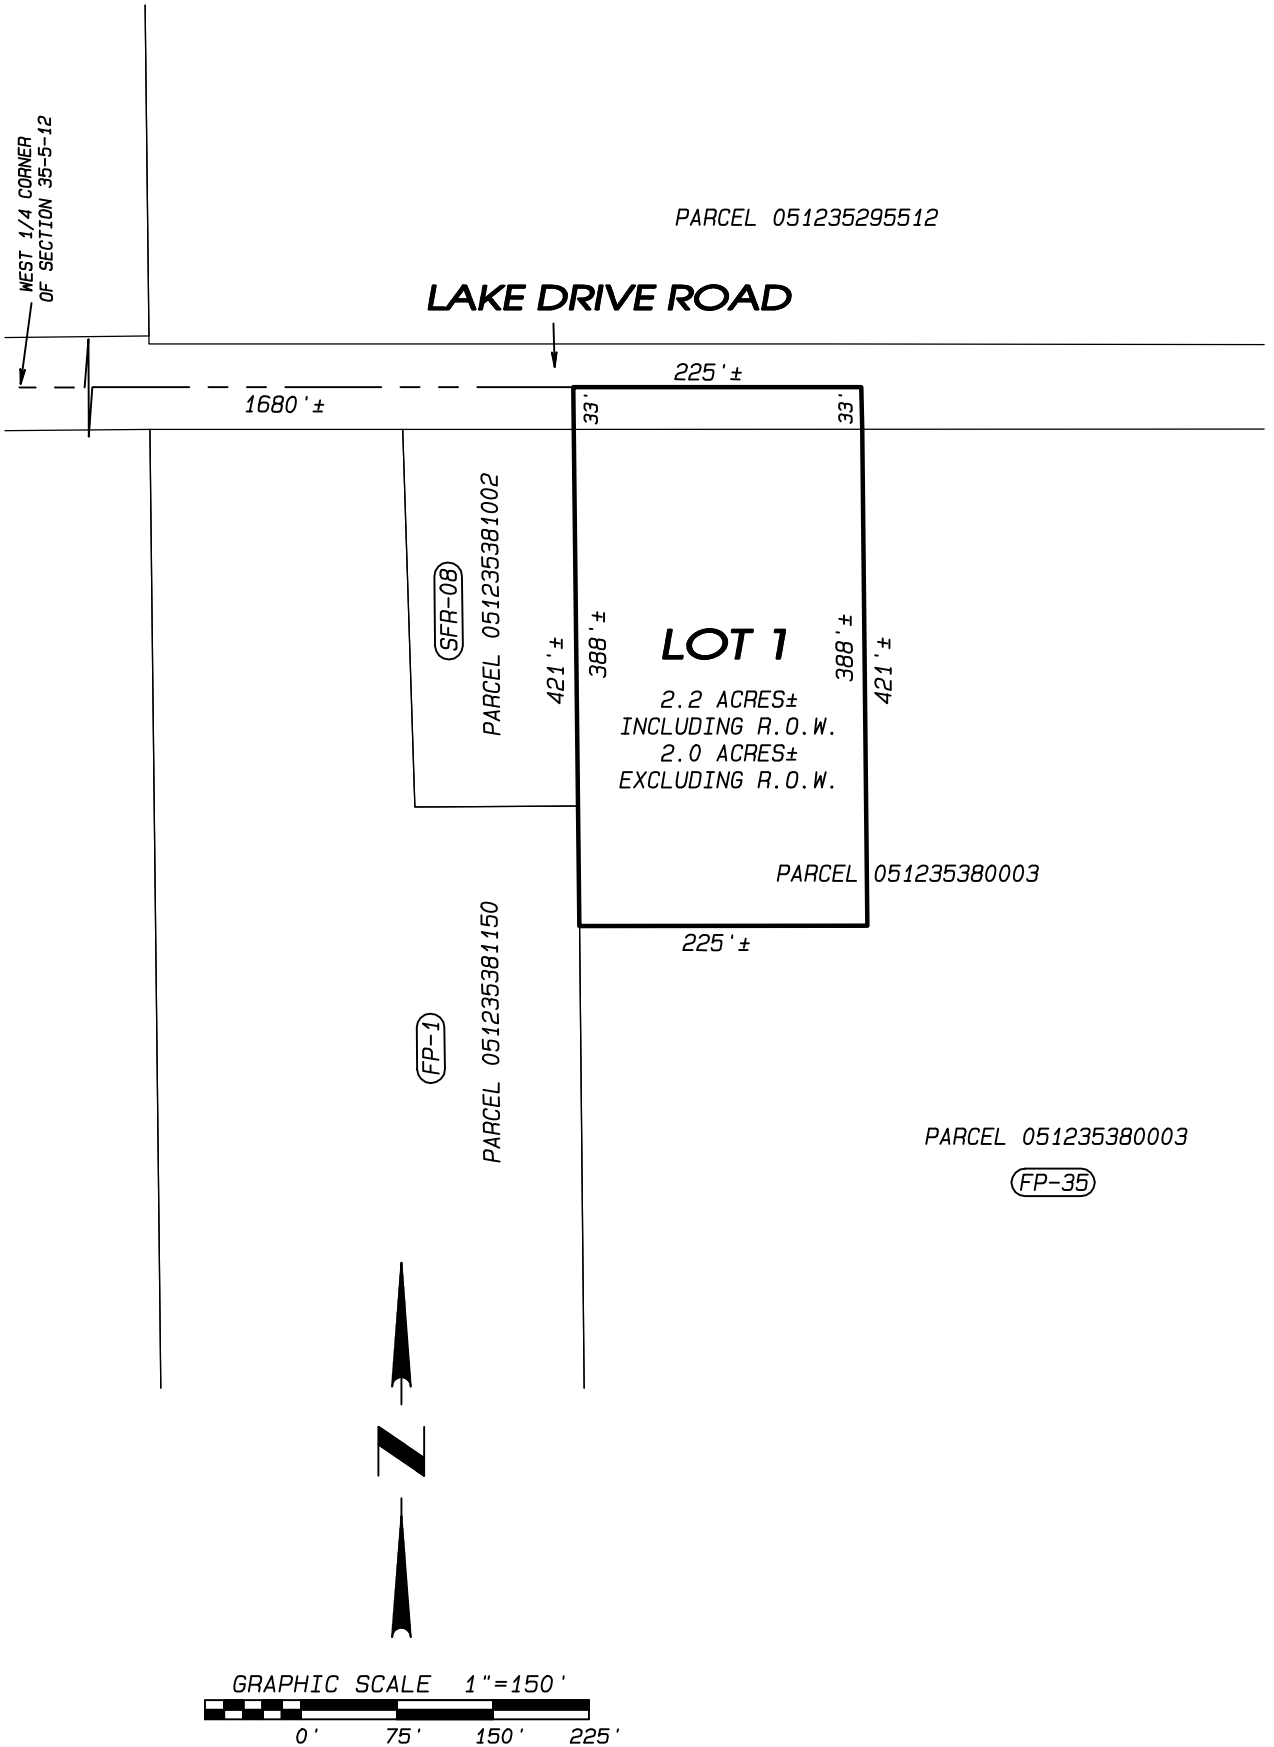 WEST 1/4 CORNER
OF SECTION 35-5-12
PARCEL 051235295512
LAKE DRIVE ROAD
225'±
1680'±
33'
33'
SFR-08
PARCEL 051235381002
421'±
388'±
LOT 1
388'±
421'±
2.2 ACRES±
INCLUDING R.O.W.
2.0 ACRES±
EXCLUDING R.O.W.
PARCEL 051235380003
225'±
FP-1
PARCEL 051235381150
PARCEL 051235380003
FP-35
N
GRAPHIC SCALE 1"=150'
0' 75' 150' 225'